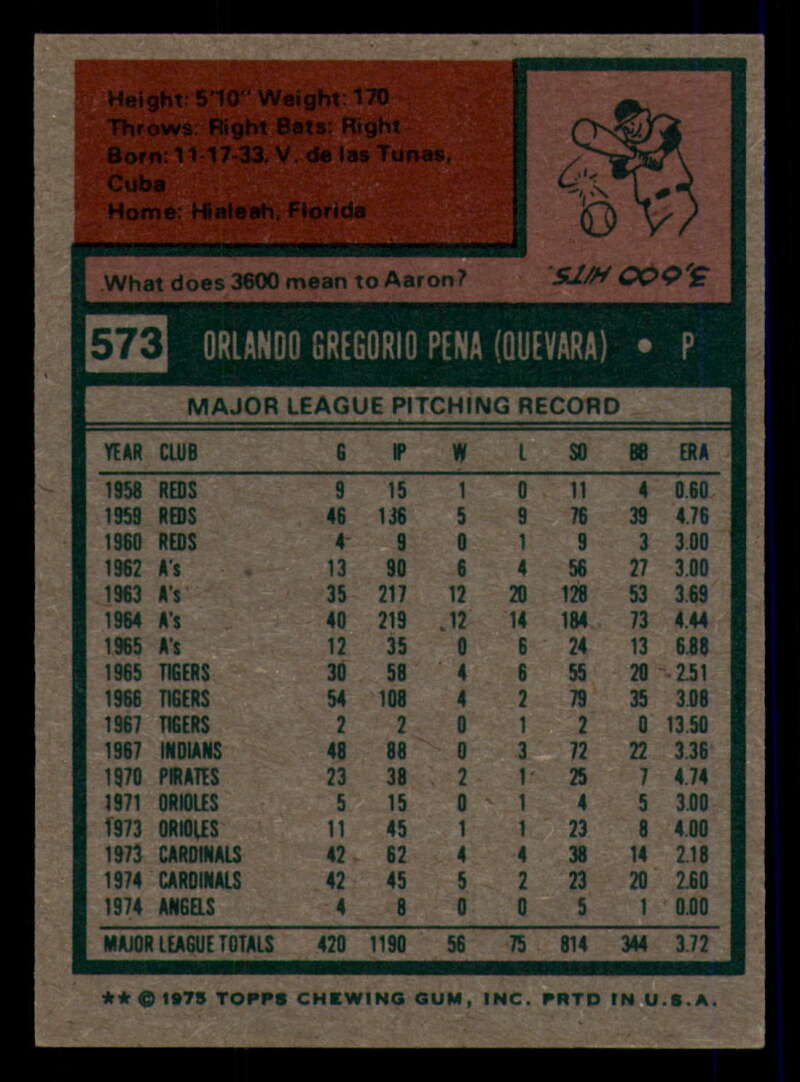 Height: 5'10" Weight: 170
Throws: Right Bats: Right
Born: 11-17-33, V. de las Tunas,
Cuba
Home: Hialeah, Florida
What does 3600 mean to Aaron?
3,600 HITS.
573 ORLANDO GREGORIO PENA (QUEVARA) • P
MAJOR LEAGUE PITCHING RECORD
YEAR CLUB G IP W L SO BB ERA
1958 REDS 9 15 1 0 11 4 0.60
1959 REDS 46 136 5 9 76 39 4.76
1960 REDS 4 9 0 1 9 3 3.00
1962 A's 13 90 6 4 56 27 3.00
1963 A's 35 217 12 20 128 53 3.69
1964 A's 40 219 12 14 184 73 4.44
1965 A's 12 35 0 6 24 13 6.88
1965 TIGERS 30 58 4 6 55 20 2.51
1966 TIGERS 54 108 4 2 79 35 3.08
1967 TIGERS 2 2 0 1 2 0 13.50
1967 INDIANS 48 88 0 3 72 22 3.36
1970 PIRATES 23 38 2 1 25 7 4.74
1971 ORIOLES 5 15 0 1 4 5 3.00
1973 ORIOLES 11 45 1 1 23 8 4.00
1973 CARDINALS 42 62 4 4 38 14 2.18
1974 CARDINALS 42 45 5 2 23 20 2.60
1974 ANGELS 4 8 0 0 5 1 0.00
MAJOR LEAGUE TOTALS 420 1190 56 75 814 344 3.72
** © 1975 TOPPS CHEWING GUM, INC. PRTD IN U.S.A.